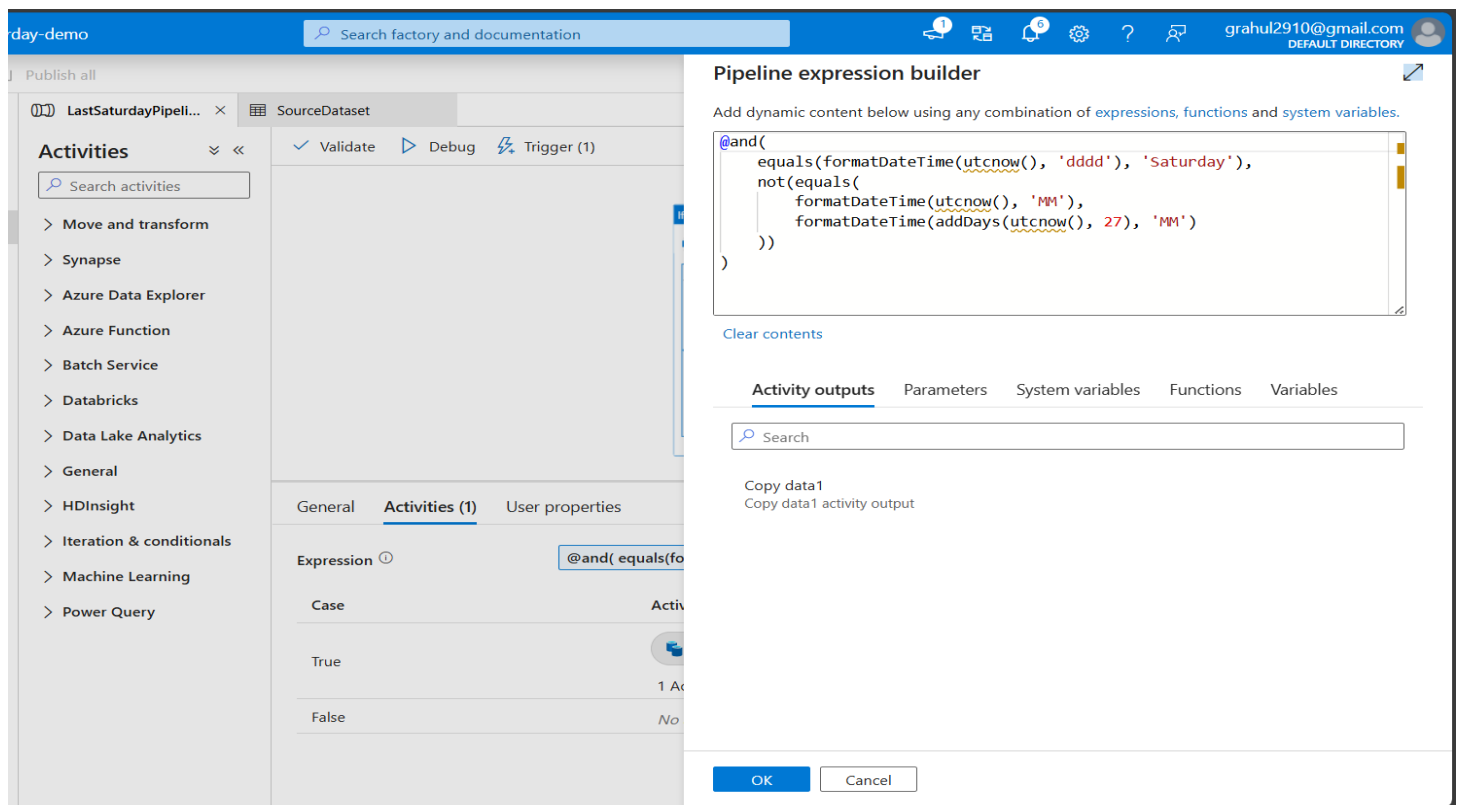 rday-demo
Search factory and documentation
1
6
grahul2910@gmail.com
DEFAULT DIRECTORY
Publish all
LastSaturdayPipeli...
SourceDataset
Activities
Search activities
Move and transform
Synapse
Azure Data Explorer
Azure Function
Batch Service
Databricks
Data Lake Analytics
General
HDInsight
Iteration & conditionals
Machine Learning
Power Query
Validate
Debug
Trigger (1)
If
General
Activities (1)
User properties
Expression
@and( equals(fo
Case
Activ
True
1 Ac
False
No
Pipeline expression builder
Add dynamic content below using any combination of expressions, functions and system variables.
@and(
equals(formatDateTime(utcnow(), 'dddd'), 'Saturday'),
not(equals(
formatDateTime(utcnow(), 'MM'),
formatDateTime(addDays(utcnow(), 27), 'MM')
))
)
Clear contents
Activity outputs
Parameters
System variables
Functions
Variables
Search
Copy data1
Copy data1 activity output
OK
Cancel